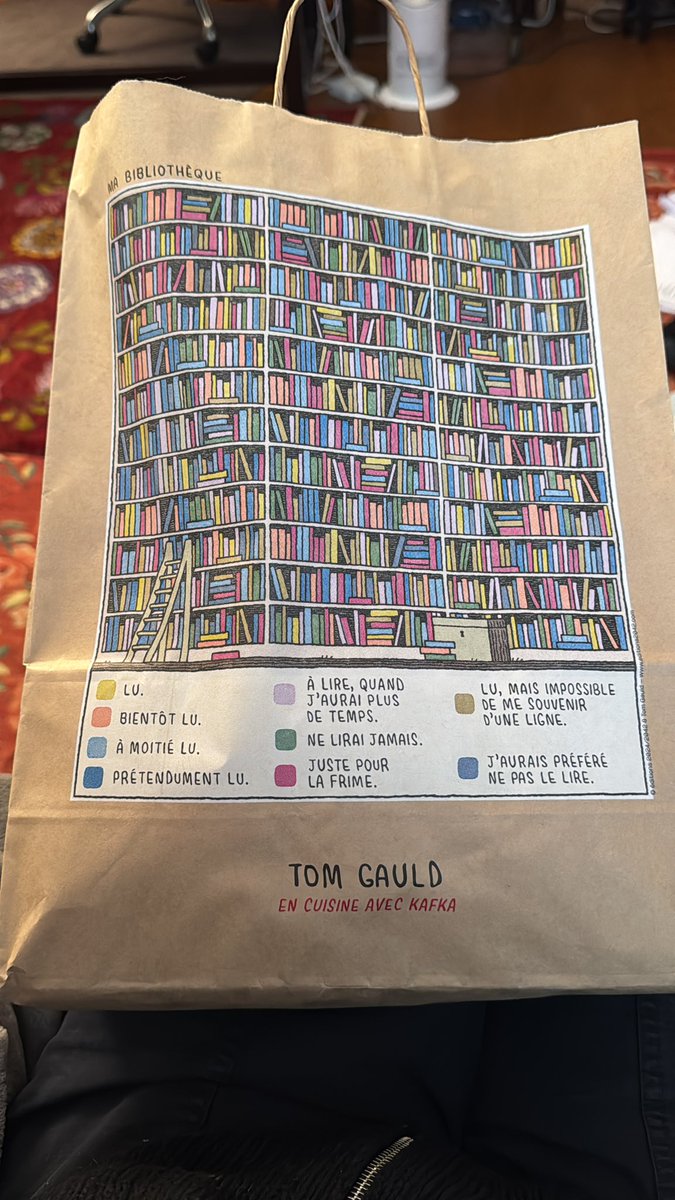 MA BIBLIOTHÈQUE
LU.
BIENTÔT LU.
À MOITIÉ LU.
PRÉTENDUMENT LU.
À LIRE, QUAND
J'AURAI PLUS
DE TEMPS.
NE LIRAI JAMAIS.
JUSTE POUR
LA FRIME.
LU, MAIS IMPOSSIBLE
DE ME SOUVENIR
D'UNE LIGNE.
J'AURAIS PRÉFÉRÉ
NE PAS LE LIRE.
TOM GAULD
EN CUISINE AVEC KAFKA